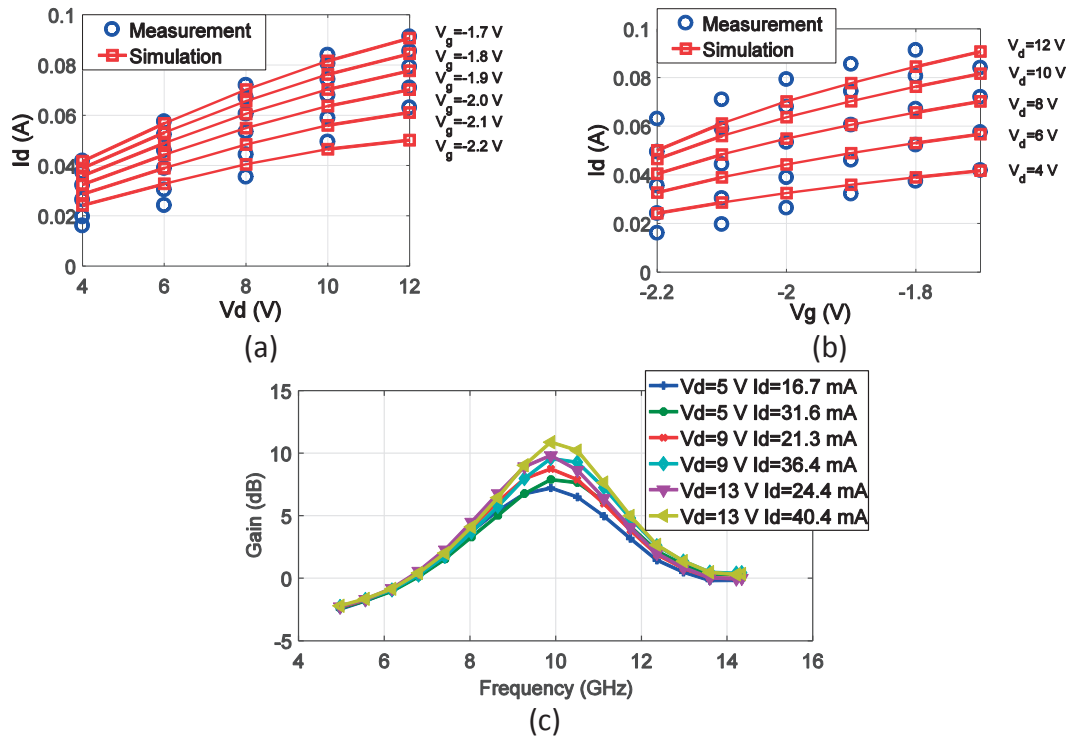 0.1
0.08
0.06
0.04
0.02
0
Id (A)
Measurement
Simulation
Vg=-1.7 V
Vg=-1.8 V
Vg=-1.9 V
Vg=-2.0 V
Vg=-2.1 V
Vg=-2.2 V
4 6 8 10 12
Vd (V)
(a)
0.1
0.08
0.06
0.04
0.02
0
Id (A)
Measurement
Simulation
Vd=12 V
Vd=10 V
Vd=8 V
Vd=6 V
Vd=4 V
-2.2 -2 -1.8
Vg (V)
(b)
15
10
5
0
-5
Gain (dB)
Vd=5 V Id=16.7 mA
Vd=5 V Id=31.6 mA
Vd=9 V Id=21.3 mA
Vd=9 V Id=36.4 mA
Vd=13 V Id=24.4 mA
Vd=13 V Id=40.4 mA
4 6 8 10 12 14 16
Frequency (GHz)
(c)